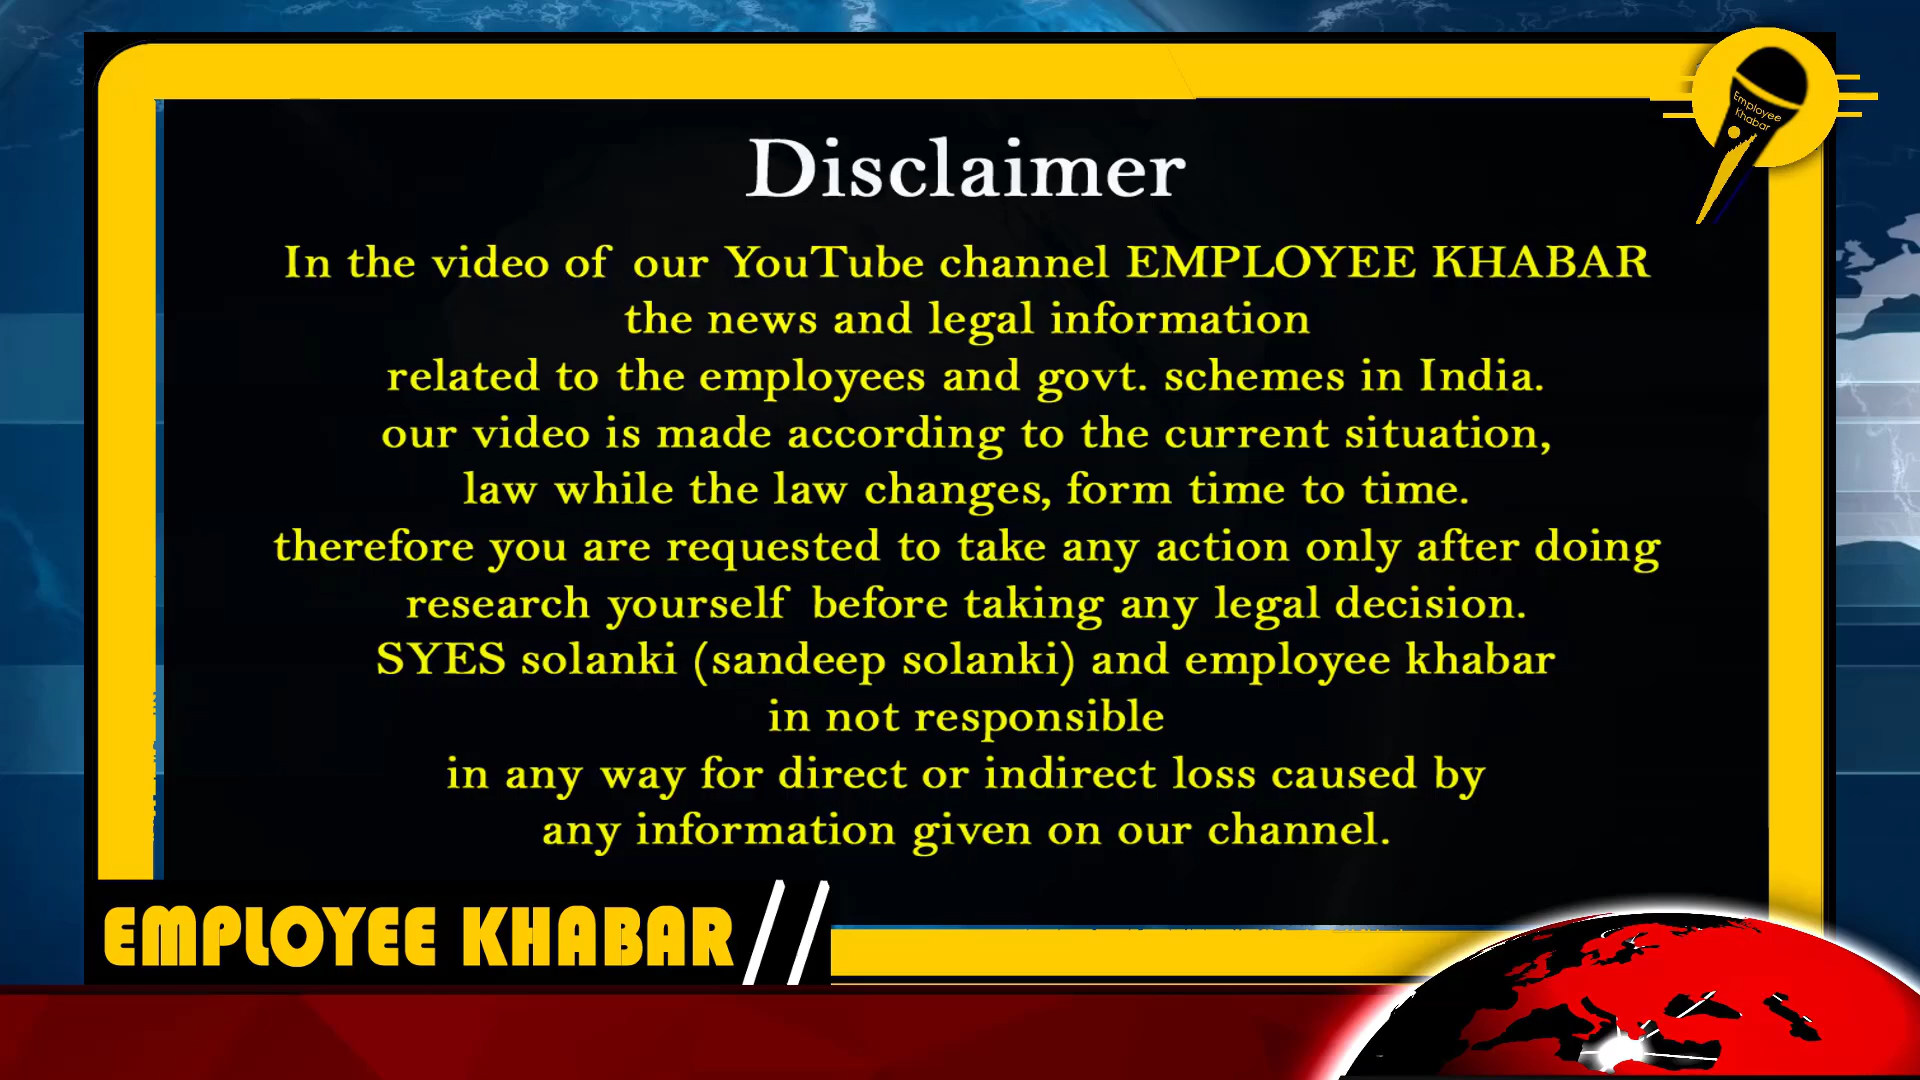 Employee
Khabar
Disclaimer
In the video of our YouTube channel EMPLOYEE KHABAR
the news and legal information
related to the employees and govt. schemes in India.
our video is made according to the current situation,
law while the law changes, form time to time.
therefore you are requested to take any action only after doing
research yourself before taking any legal decision.
SYES solanki (sandeep solanki) and employee khabar
in not responsible
in any way for direct or indirect loss caused by
any information given on our channel.
EMPLOYEE KHABAR //